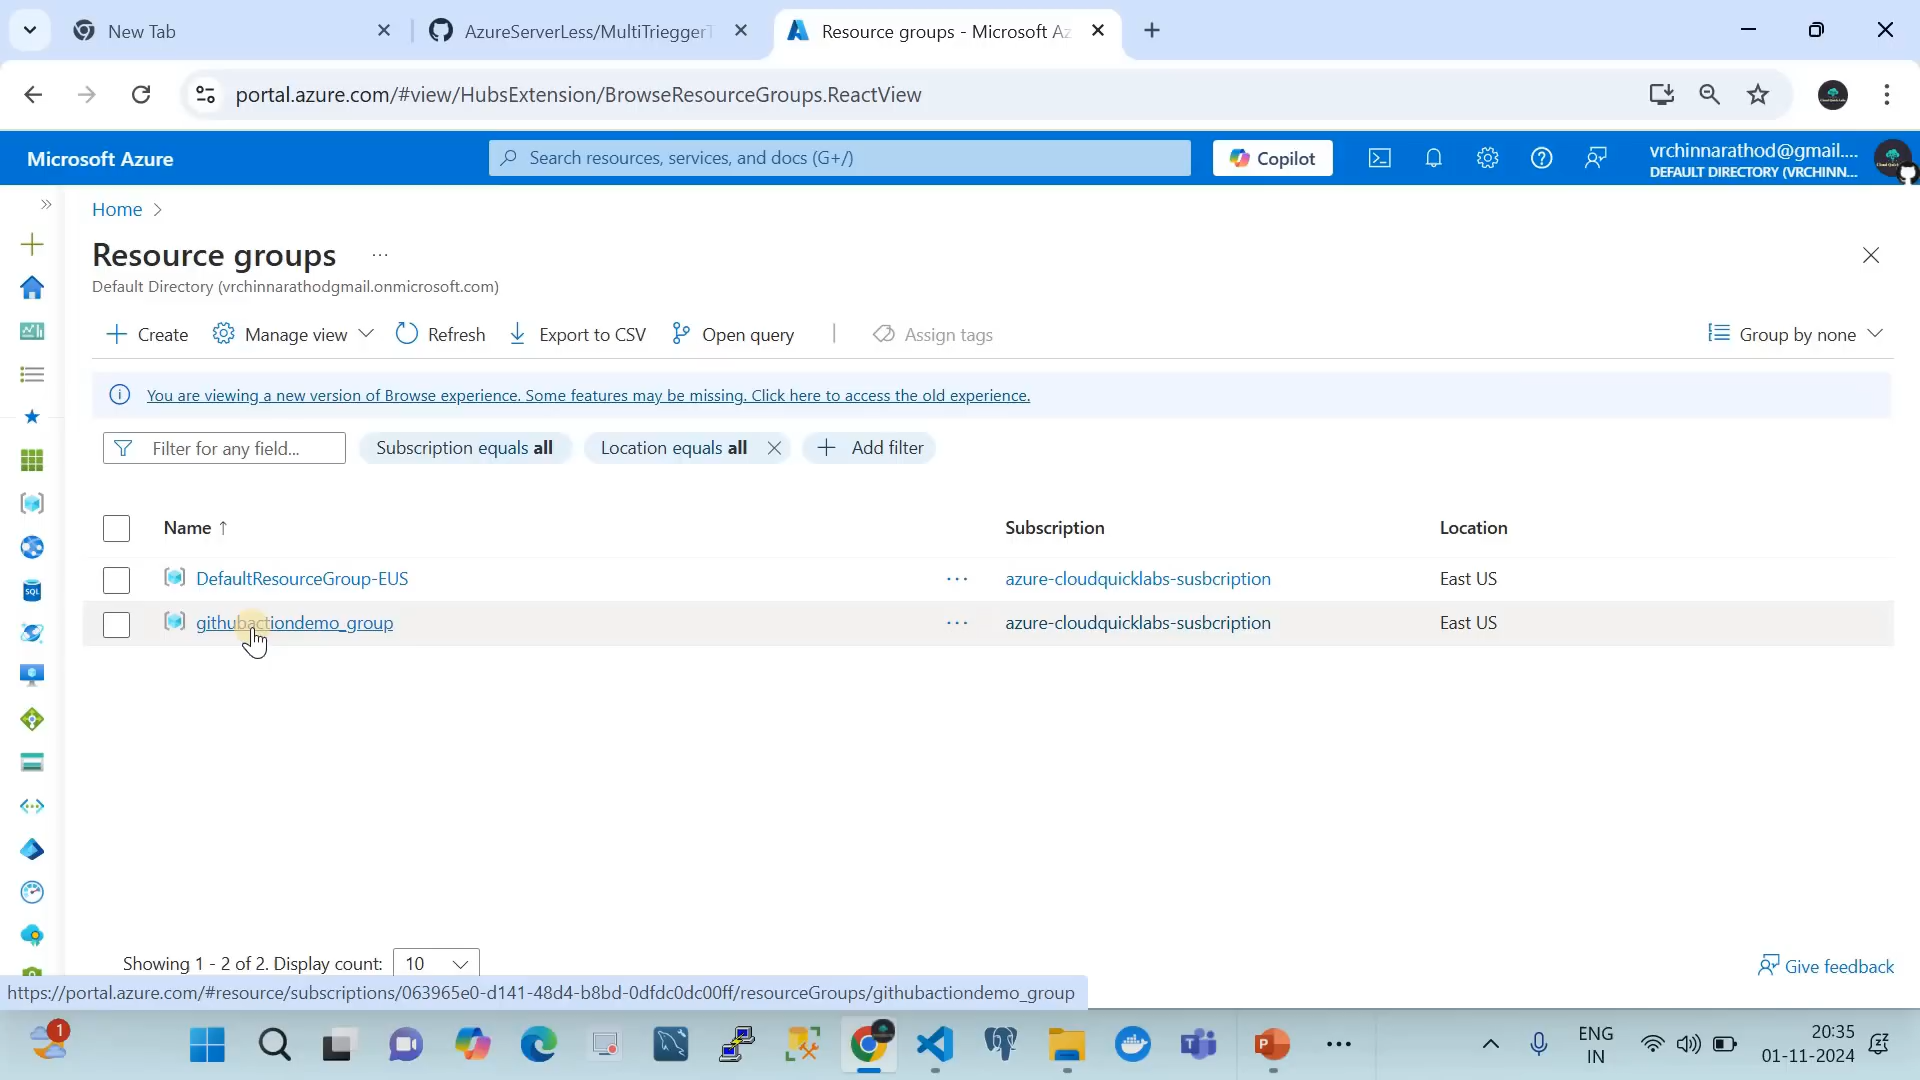 New Tab
AzureServerLess/MultiTrieggerT
Resource groups - Microsoft Az
portal.azure.com/#view/HubsExtension/BrowseResourceGroups.ReactView
Microsoft Azure
Search resources, services, and docs (G+/)
Copilot
vrchinnarathod@gmail....
DEFAULT DIRECTORY (VRCHINN...
Home
Resource groups ...
Default Directory (vrchinnarathodgmail.onmicrosoft.com)
Create
Manage view
Refresh
Export to CSV
Open query
Assign tags
Group by none
You are viewing a new version of Browse experience. Some features may be missing. Click here to access the old experience.
Filter for any field...
Subscription equals all
Location equals all
Add filter
Name ↑
Subscription
Location
DefaultResourceGroup-EUS
...
azure-cloudquicklabs-susbcription
East US
githubactiondemo_group
...
azure-cloudquicklabs-susbcription
East US
Showing 1 - 2 of 2. Display count:
10
Give feedback
https://portal.azure.com/#resource/subscriptions/063965e0-d141-48d4-b8bd-0dfdc0dc00ff/resourceGroups/githubactiondemo_group
1
ENG
IN
20:35
01-11-2024